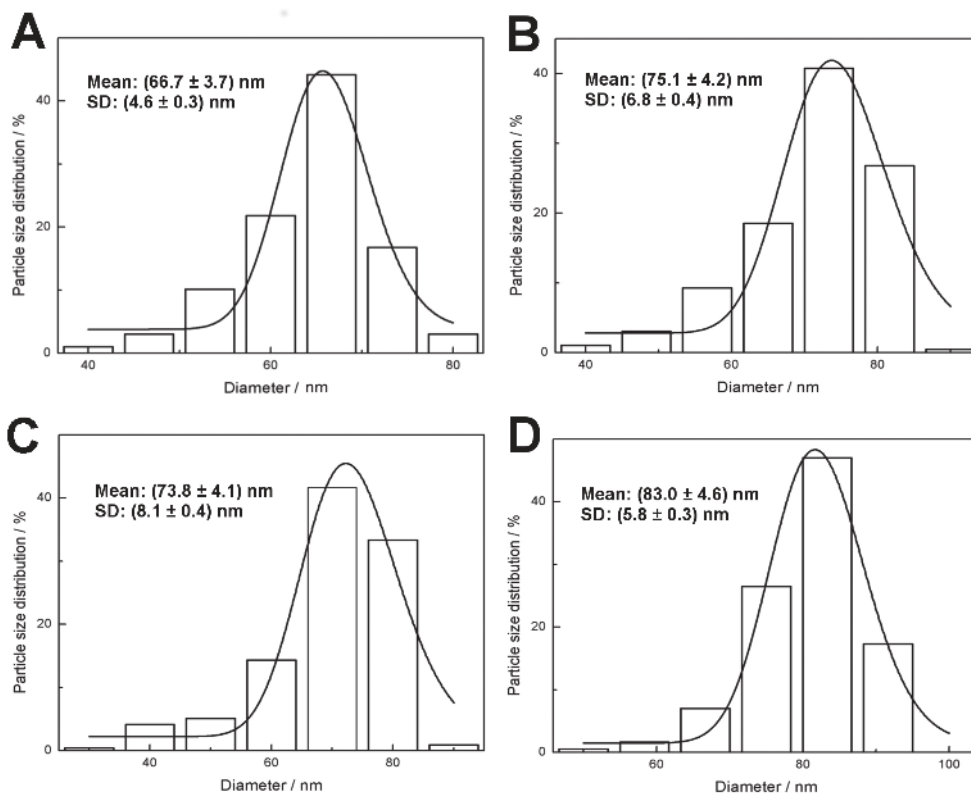 A
Mean: (66.7 ± 3.7) nm
SD: (4.6 ± 0.3) nm
Particle size distribution / %
40
20
0
40
60
80
Diameter / nm
B
Mean: (75.1 ± 4.2) nm
SD: (6.8 ± 0.4) nm
Particle size distribution / %
40
20
0
40
60
80
Diameter / nm
C
Mean: (73.8 ± 4.1) nm
SD: (8.1 ± 0.4) nm
Particle size distribution / %
40
20
0
40
60
80
Diameter / nm
D
Mean: (83.0 ± 4.6) nm
SD: (5.8 ± 0.3) nm
Particle size distribution / %
40
20
0
60
80
100
Diameter / nm